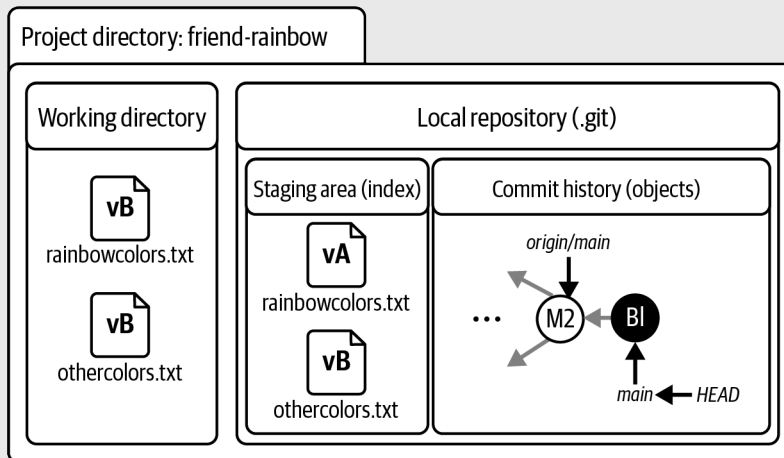 Project directory: friend-rainbow
Working directory
vB
rainbowcolors.txt
vB
othercolors.txt
Local repository (.git)
Staging area (index)
vA
rainbowcolors.txt
vB
othercolors.txt
Commit history (objects)
origin/main
... M2 Bl
main HEAD